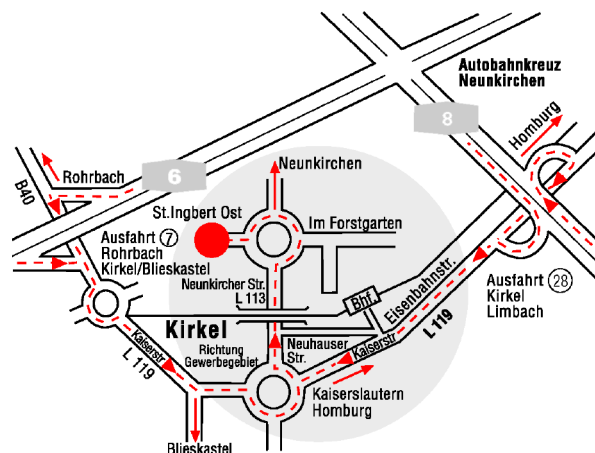 Autobahnkreuz
Neunkirchen
8
Homburg
6
Rohrbach
B40
Neunkirchen
St.Ingbert Ost
Im Forstgarten
Ausfahrt 7
Rohrbach
Kirkel/Blieskastel
Neunkircher Str.
L 113
Bhf.
Eisenbahnstr.
Ausfahrt 28
Kirkel
Limbach
Kirkel
L 119
Kaiserstr.
L 119
Richtung
Gewerbegebiet
Neuhauser
Str.
Kaiserstr.
Kaiserslautern
Homburg
Blieskastel